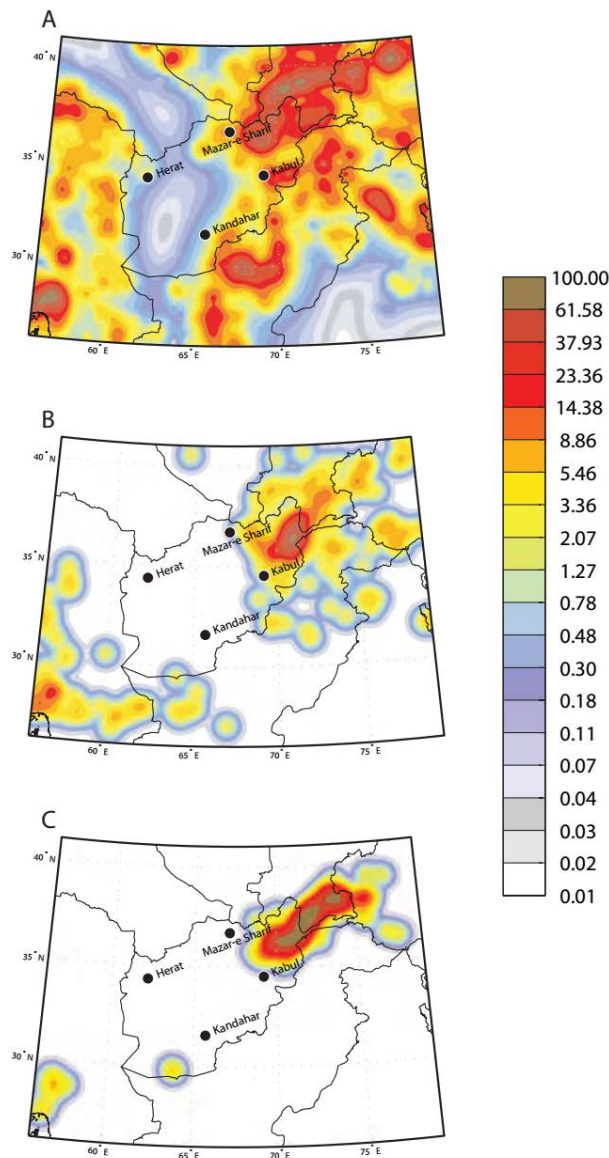 A
40° N
35° N
30° N
Mazar-e Sharif
Herat
Kabul
Kandahar
60° E
65° E
70° E
75° E
B
40° N
35° N
30° N
Mazar-e Sharif
Herat
Kabul
Kandahar
60° E
65° E
70° E
75° E
C
40° N
35° N
30° N
Mazar-e Sharif
Herat
Kabul
Kandahar
60° E
65° E
70° E
75° E
100.00
61.58
37.93
23.36
14.38
8.86
5.46
3.36
2.07
1.27
0.78
0.48
0.30
0.18
0.11
0.07
0.04
0.03
0.02
0.01